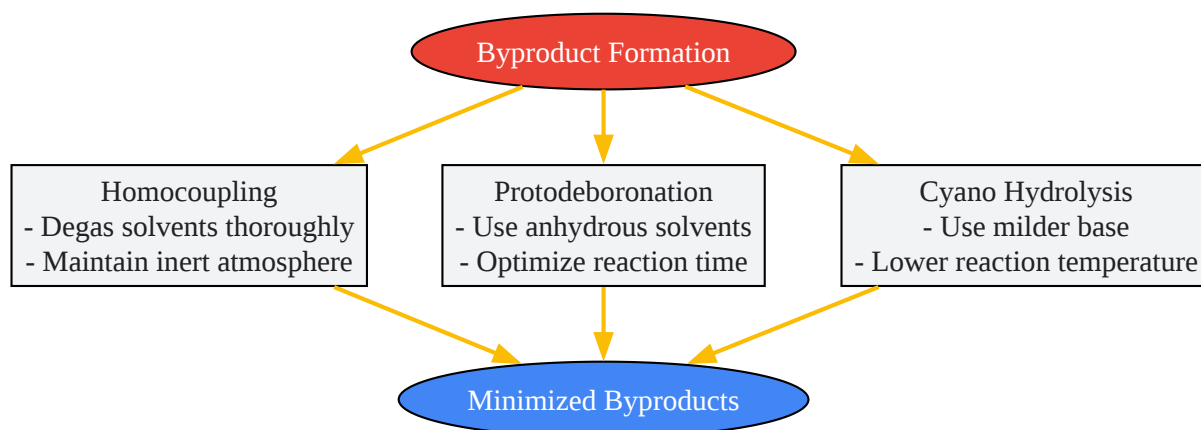 Byproduct Formation
Homocoupling
- Degas solvents thoroughly
- Maintain inert atmosphere
Protodeboronation
- Use anhydrous solvents
- Optimize reaction time
Cyano Hydrolysis
- Use milder base
- Lower reaction temperature
Minimized Byproducts